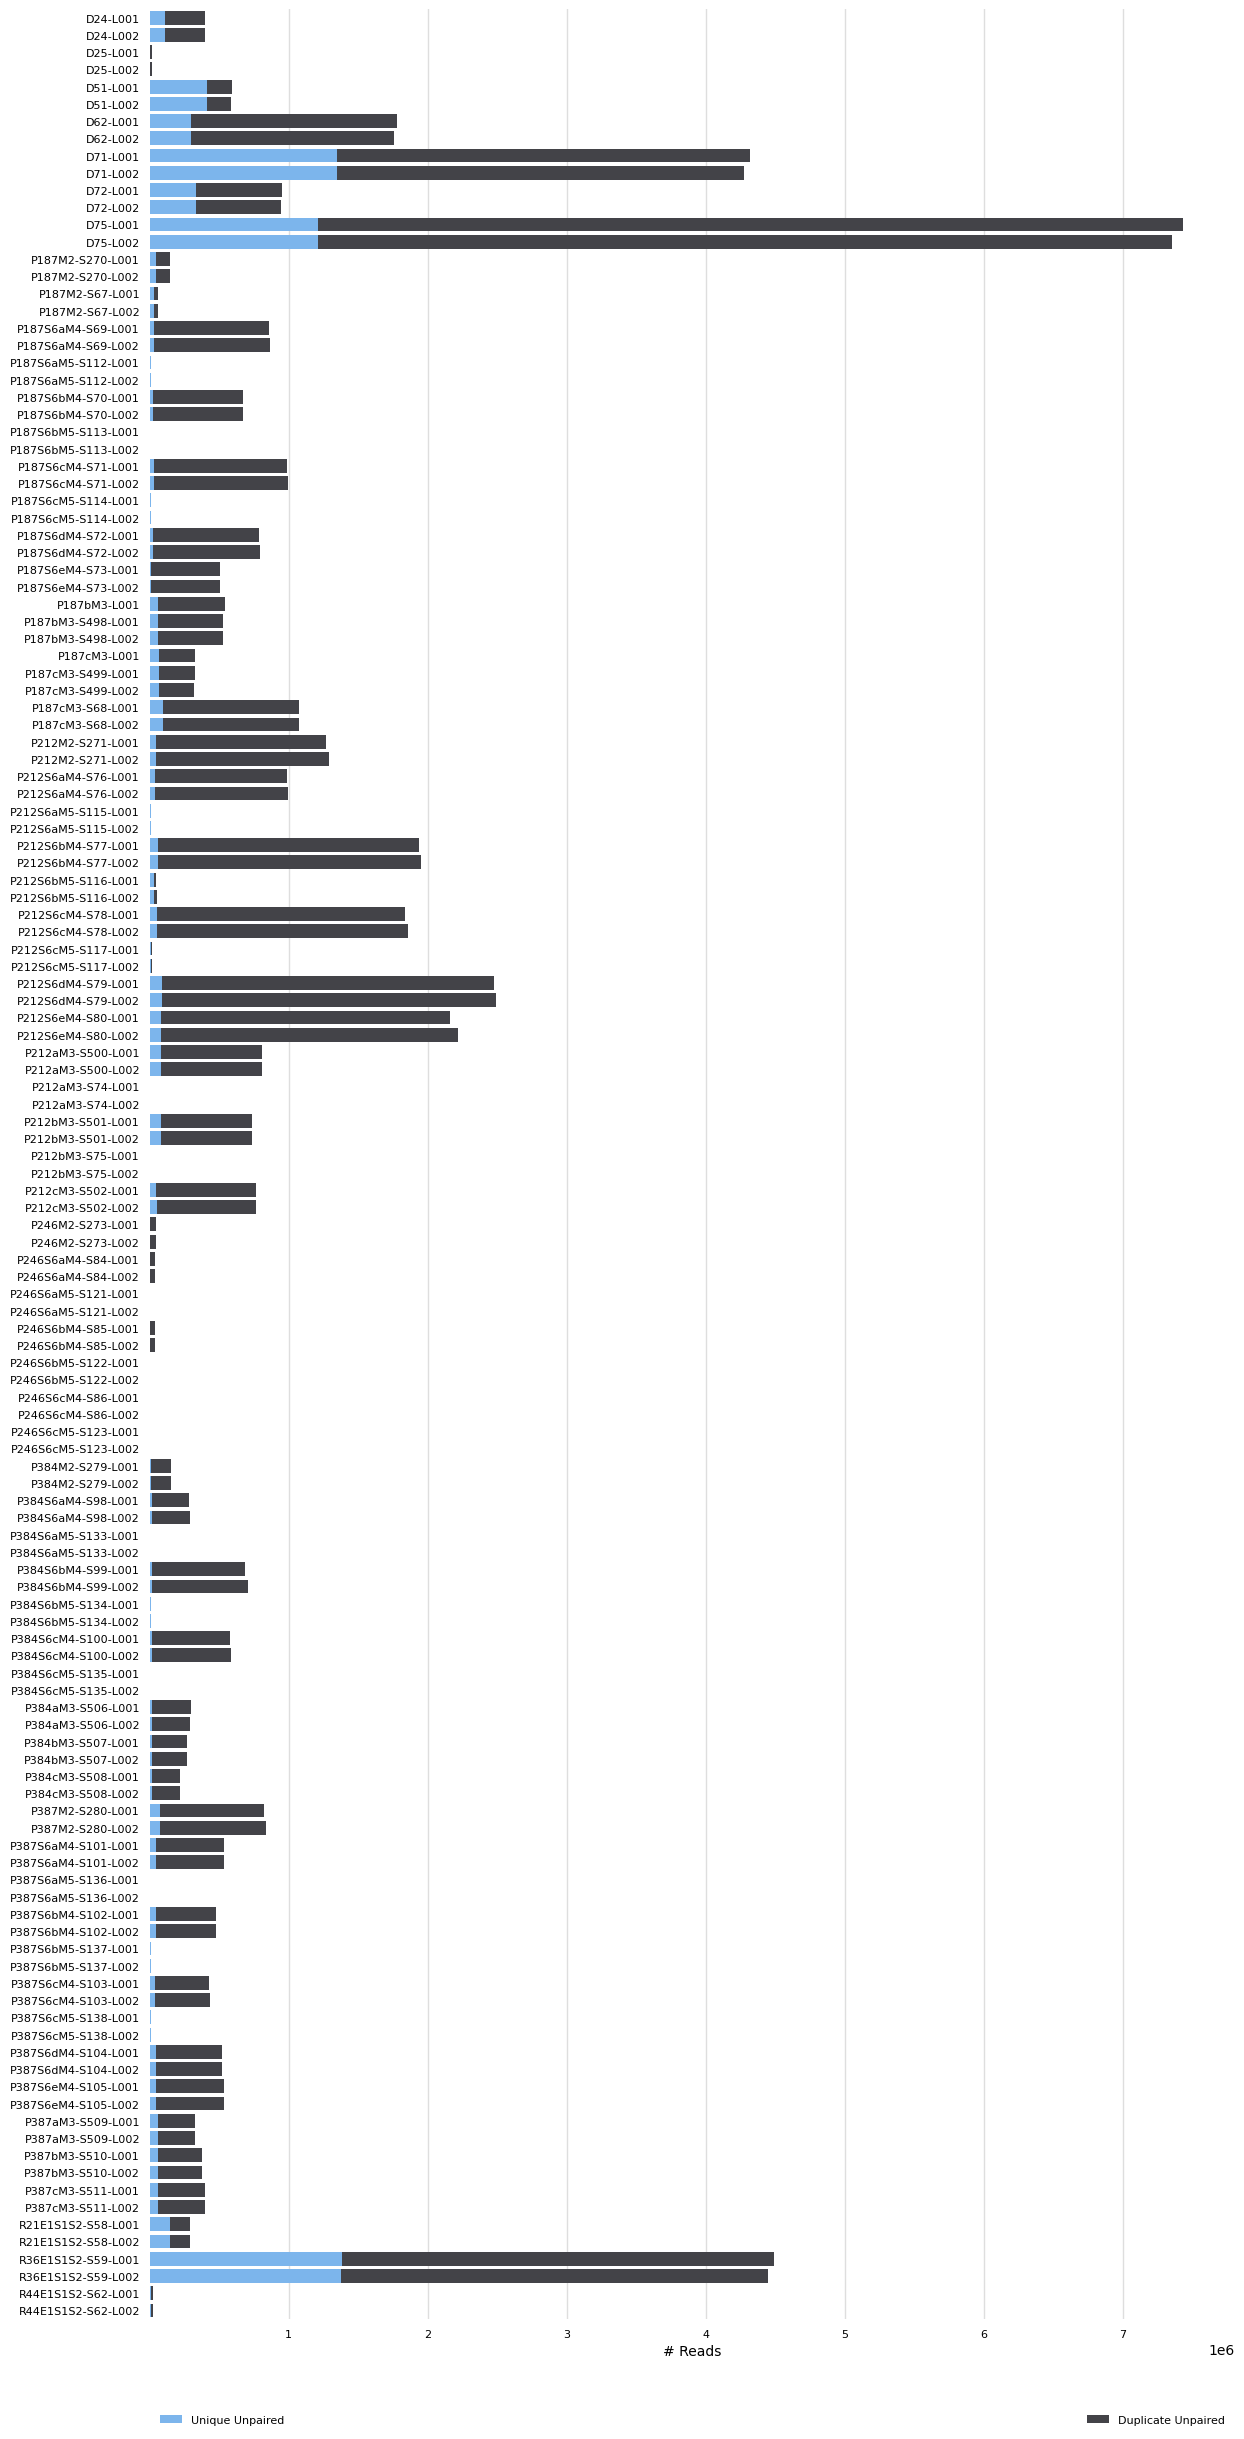 D24-L001
D24-L002
D25-L001
D25-L002
D51-L001
D51-L002
D62-L001
D62-L002
D71-L001
D71-L002
D72-L001
D72-L002
D75-L001
D75-L002
P187M2-S270-L001
P187M2-S270-L002
P187M2-S67-L001
P187M2-S67-L002
P187S6aM4-S69-L001
P187S6aM4-S69-L002
P187S6aM5-S112-L001
P187S6aM5-S112-L002
P187S6bM4-S70-L001
P187S6bM4-S70-L002
P187S6bM5-S113-L001
P187S6bM5-S113-L002
P187S6cM4-S71-L001
P187S6cM4-S71-L002
P187S6cM5-S114-L001
P187S6cM5-S114-L002
P187S6dM4-S72-L001
P187S6dM4-S72-L002
P187S6eM4-S73-L001
P187S6eM4-S73-L002
P187bM3-L001
P187bM3-S498-L001
P187bM3-S498-L002
P187cM3-L001
P187cM3-S499-L001
P187cM3-S499-L002
P187cM3-S68-L001
P187cM3-S68-L002
P212M2-S271-L001
P212M2-S271-L002
P212S6aM4-S76-L001
P212S6aM4-S76-L002
P212S6aM5-S115-L001
P212S6aM5-S115-L002
P212S6bM4-S77-L001
P212S6bM4-S77-L002
P212S6bM5-S116-L001
P212S6bM5-S116-L002
P212S6cM4-S78-L001
P212S6cM4-S78-L002
P212S6cM5-S117-L001
P212S6cM5-S117-L002
P212S6dM4-S79-L001
P212S6dM4-S79-L002
P212S6eM4-S80-L001
P212S6eM4-S80-L002
P212aM3-S500-L001
P212aM3-S500-L002
P212aM3-S74-L001
P212aM3-S74-L002
P212bM3-S501-L001
P212bM3-S501-L002
P212bM3-S75-L001
P212bM3-S75-L002
P212cM3-S502-L001
P212cM3-S502-L002
P246M2-S273-L001
P246M2-S273-L002
P246S6aM4-S84-L001
P246S6aM4-S84-L002
P246S6aM5-S121-L001
P246S6aM5-S121-L002
P246S6bM4-S85-L001
P246S6bM4-S85-L002
P246S6bM5-S122-L001
P246S6bM5-S122-L002
P246S6cM4-S86-L001
P246S6cM4-S86-L002
P246S6cM5-S123-L001
P246S6cM5-S123-L002
P384M2-S279-L001
P384M2-S279-L002
P384S6aM4-S98-L001
P384S6aM4-S98-L002
P384S6aM5-S133-L001
P384S6aM5-S133-L002
P384S6bM4-S99-L001
P384S6bM4-S99-L002
P384S6bM5-S134-L001
P384S6bM5-S134-L002
P384S6cM4-S100-L001
P384S6cM4-S100-L002
P384S6cM5-S135-L001
P384S6cM5-S135-L002
P384aM3-S506-L001
P384aM3-S506-L002
P384bM3-S507-L001
P384bM3-S507-L002
P384cM3-S508-L001
P384cM3-S508-L002
P387M2-S280-L001
P387M2-S280-L002
P387S6aM4-S101-L001
P387S6aM4-S101-L002
P387S6aM5-S136-L001
P387S6aM5-S136-L002
P387S6bM4-S102-L001
P387S6bM4-S102-L002
P387S6bM5-S137-L001
P387S6bM5-S137-L002
P387S6cM4-S103-L001
P387S6cM4-S103-L002
P387S6cM5-S138-L001
P387S6cM5-S138-L002
P387S6dM4-S104-L001
P387S6dM4-S104-L002
P387S6eM4-S105-L001
P387S6eM4-S105-L002
P387aM3-S509-L001
P387aM3-S509-L002
P387bM3-S510-L001
P387bM3-S510-L002
P387cM3-S511-L001
P387cM3-S511-L002
R21E1S1S2-S58-L001
R21E1S1S2-S58-L002
R36E1S1S2-S59-L001
R36E1S1S2-S59-L002
R44E1S1S2-S62-L001
R44E1S1S2-S62-L002
1 2 3 4 5 6 7
# Reads
1e6
Unique Unpaired Duplicate Unpaired